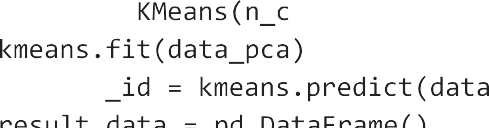 KMeans(n_c
kmeans.fit(data_pca)
_id = kmeans.predict(data
result_data = pd.DataFrame()